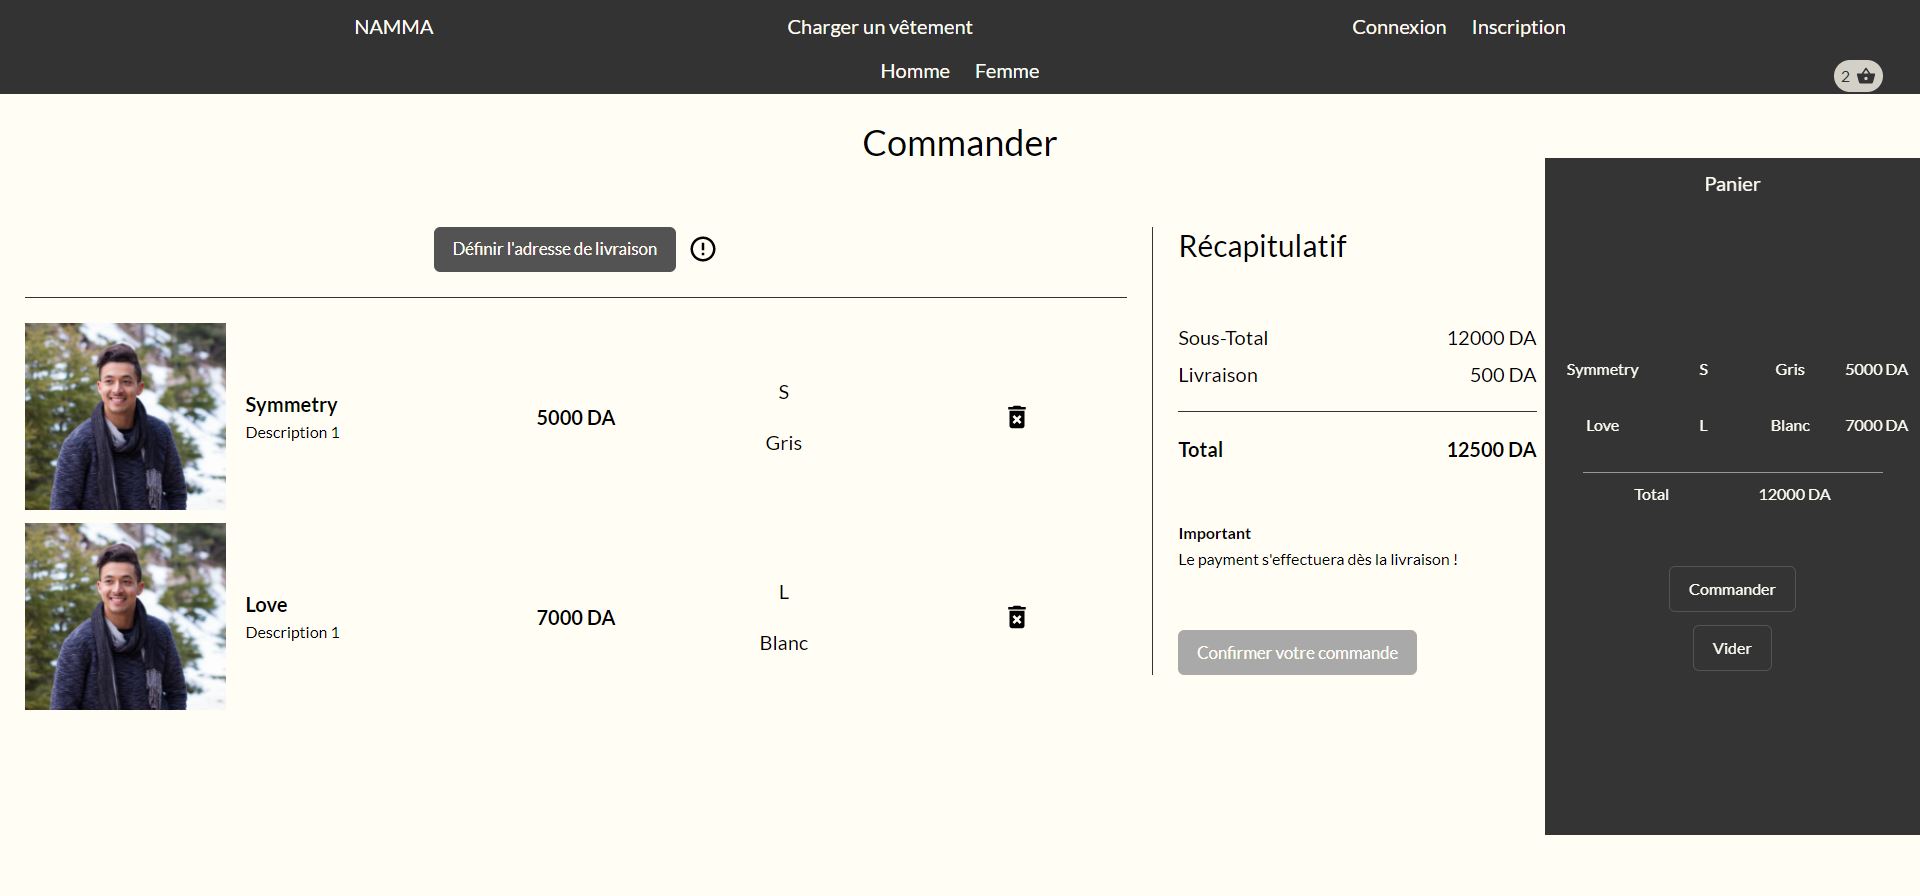 NAMMA
Charger un vêtement
Connexion Inscription
Homme Femme
2
Commander
Définir l'adresse de livraison
Symmetry
Description 1
5000 DA
S
Gris
Love
Description 1
7000 DA
L
Blanc
Récapitulatif
Sous-Total 12000 DA
Livraison 500 DA
Total 12500 DA
Important
Le payment s'effectuera dès la livraison !
Confirmer votre commande
Panier
Symmetry S Gris 5000 DA
Love L Blanc 7000 DA
Total 12000 DA
Commander
Vider